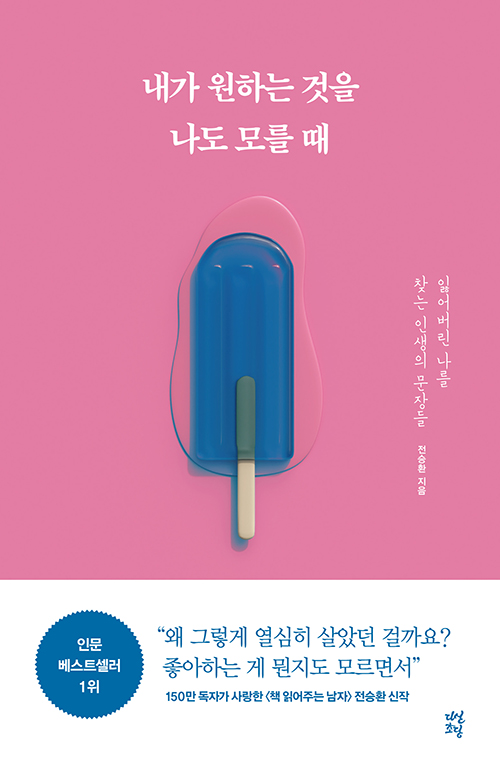 내가 원하는 것을
나도 모를 때
잃어버린 나를
찾는 인생의 문장들
전승환 지음
인문
베스트셀러
1위
“왜 그렇게 열심히 살았던 걸까요?
좋아하는 게 뭔지도 모르면서”
150만 독자가 사랑한 〈책 읽어주는 남자〉 전승환 신작
다산
초당